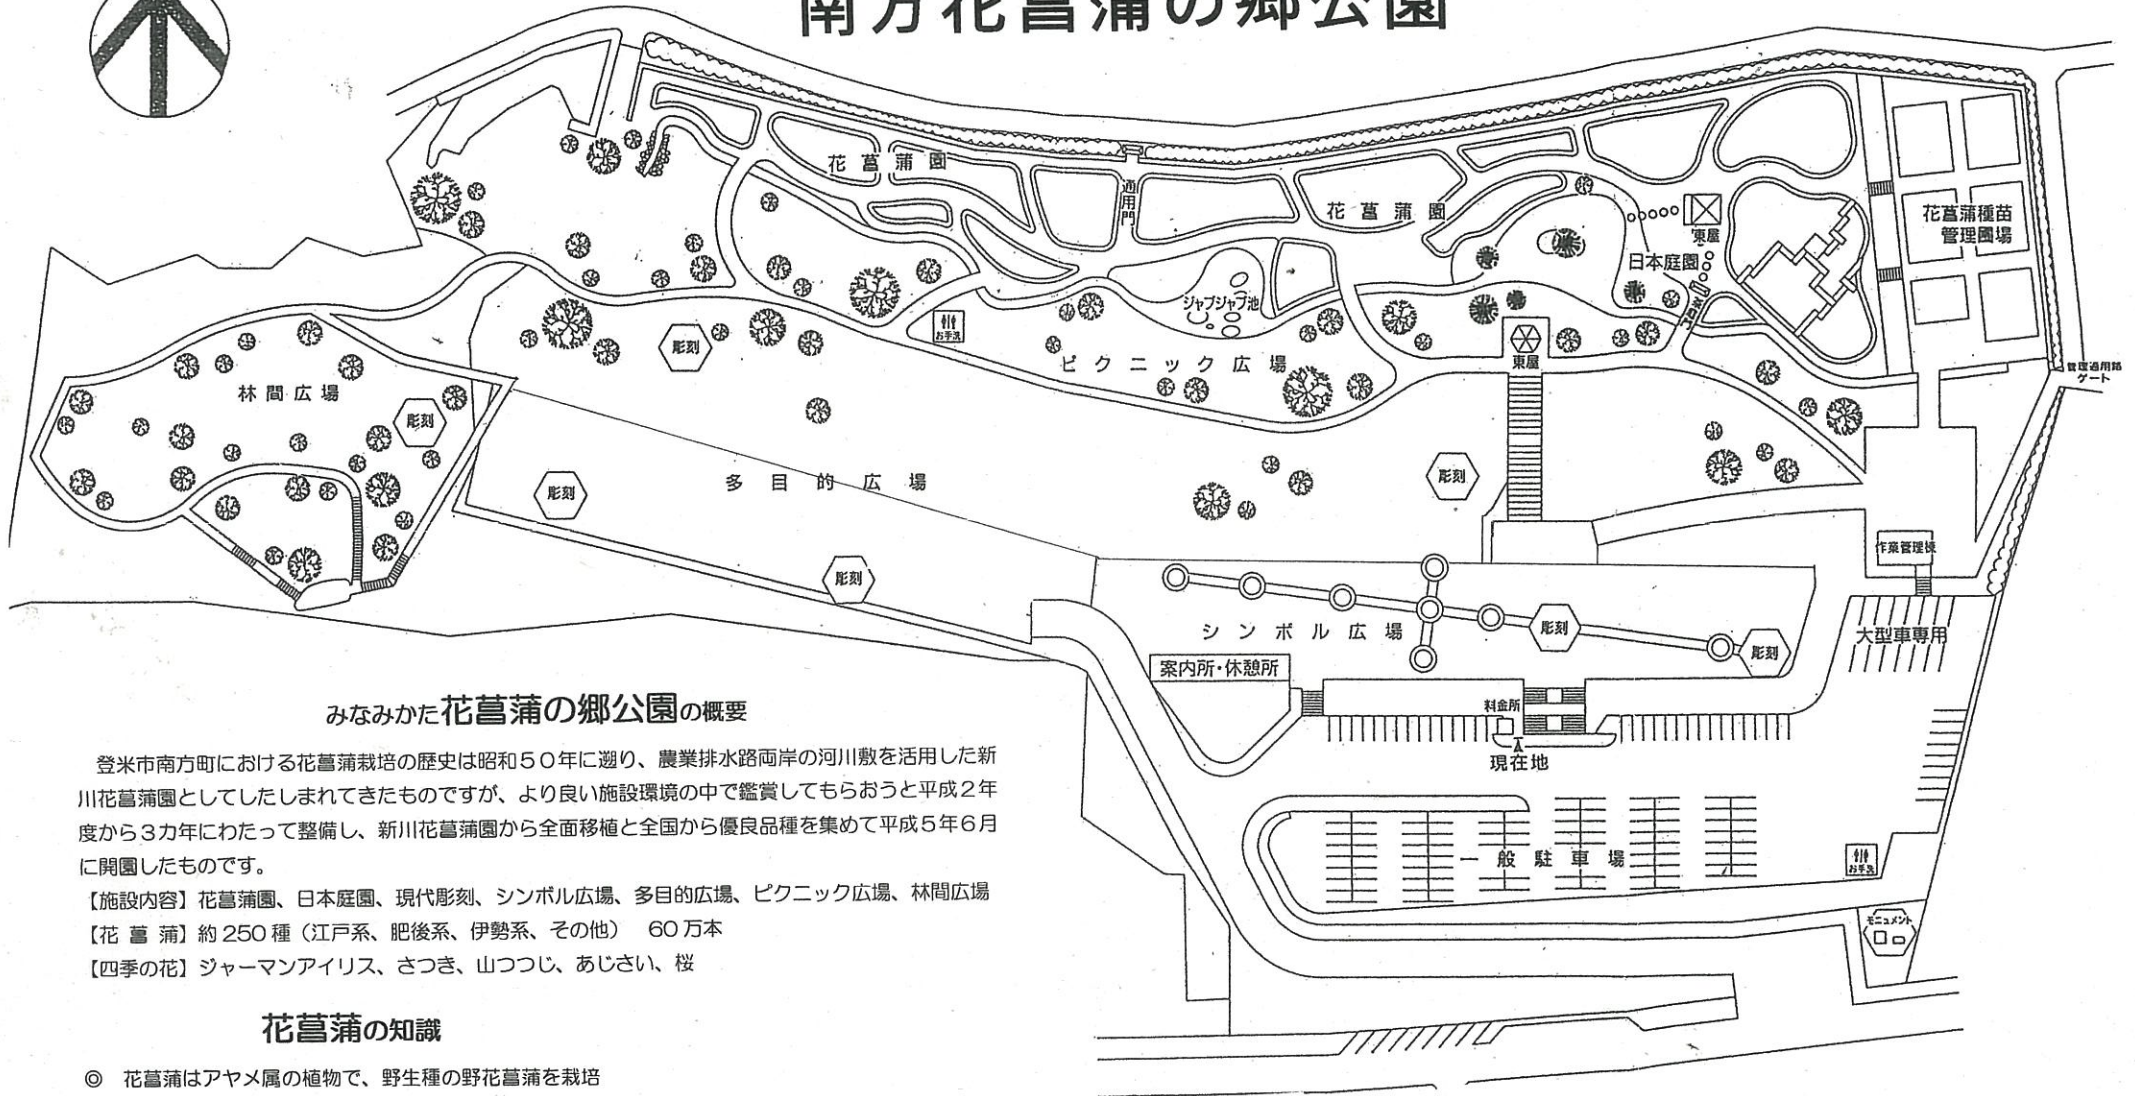 南方花菖蒲の郷公園
花菖蒲園
通用門
花菖蒲園
東屋
花菖蒲種苗
管理圃場
日本庭園
コロ坂
ジャブジャブ池
お手洗
彫刻
ピクニック広場
東屋
管理通用路
ゲート
林間広場
彫刻
彫刻
多目的広場
彫刻
作業管理棟
彫刻
シンボル広場
彫刻
彫刻
大型車専用
案内所・休憩所
料金所
現在地
一般駐車場
お手洗
モニュメント
みなみかた花菖蒲の郷公園の概要
登米市南方町における花菖蒲栽培の歴史は昭和50年に遡り、農業排水路両岸の河川敷を活用した新
川花菖蒲園としてしたしまれてきたものですが、より良い施設環境の中で鑑賞してもらおうと平成2年
度から3カ年にわたって整備し、新川花菖蒲園から全面移植と全国から優良品種を集めて平成5年6月
に開園したものです。
【施設内容】花菖蒲園、日本庭園、現代彫刻、シンボル広場、多目的広場、ピクニック広場、林間広場
【花菖蒲】約250種（江戸系、肥後系、伊勢系、その他）　60万本
【四季の花】ジャーマンアイリス、さつき、山つつじ、あじさい、桜
花菖蒲の知識
◎　花菖蒲はアヤメ属の植物で、野生種の野花菖蒲を栽培